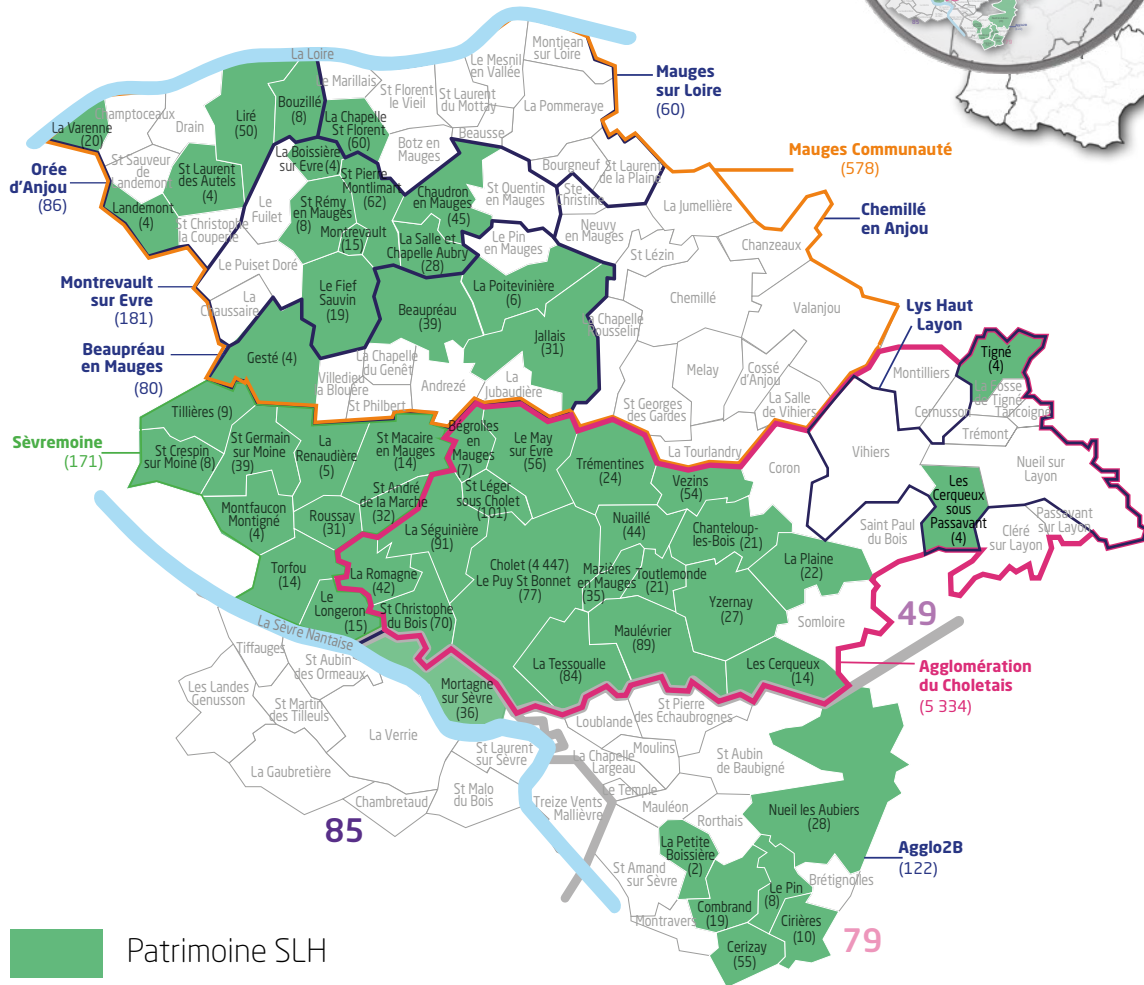 La Loire
Montjean
sur Loire
Le Mesnil
en Vallée
e Marillais
St Florent
le Vieil
St Laurent
du Mottay
La Pommeraye
Mauges
sur Loire
(60)
Bouzillé
(8)
Liré
(50)
amptoceaux
Drain
La Varenne
(20)
La Chapelle
St Florent
(60)
Botz en
Mauges
Beausse
Bourgneuf
St Laurent
de la Plaine
Mauges Communauté
(578)
Orée
d'Anjou
(86)
St Sauveur
de
Landemon
St Laurent
des Autels
(4)
La Boissière
sur Evre (4)
St Pierre
Montlimart
(62)
Chaudron
en Mauges
(45)
St Quentin
en Mauges
Ste
Christine
La Jumellière
Chemillé
en Anjou
Landemont
(4)
St Christophe
la Couperie
Le
Fuilet
St Rémy
en Mauges
(8)
Montrevault
(15)
La Salle et
Chapelle Aubry
(28)
Le Pin
en Mauges
Neuvy
en Mauges
St Lézin
Chanzeaux
Le Puiset Doré
Montrevault
sur Evre
(181)
La
Chaussaire
Le Fief
Sauvin
(19)
Beaupréau
(39)
La Poitevinière
(6)
Jallais
(31)
a Chapelle
ousselin
Chemillé
Valanjou
Lys Haut
Layon
Beaupréau
en Mauges
(80)
Gesté (4)
La Chapelle
du Genêt
Villedieu
a Blouère
St Philbert
Andrezé
La
ubaudière
Melay
Cossé
d'Anjou
St Georges
des Gardes
La Salle
de Vihiers
La Tourlandry
Montilliers
Tigné
(4)
osse
de Tigné
Tancoigné
Cernusson
Trémont
Vihiers
Coron
Nueil sur
Layon
Sèvremoine
(171)
Tillières (9)
St Crespin
sur Moine (8)
St Germain
sur Moine
(39)
La
Renaudière
(5)
St Macaire
en Mauges
(14)
Bégrolles
en
Mauges
(7)
Le May
sur Evre
(56)
Trémentines
(24)
Vezins
(54)
Les
Cerqueux
sous
Passavant
(4)
Saint Paul
du Bois
Cléré
sur Layon
Passavant
sur Layon
Montfaucon
Montigné
(4)
Roussay
(31)
St André
de la Marche
(32)
St Léger
sous Cholet
(101)
La Séguinière
(91)
Nuaillé
(44)
Chanteloup-
les-Bois (21)
La Plaine
(22)
Torfou
(14)
La Romagne
(42)
Cholet (4 447)
Le Puy St Bonnet
(77)
Mazières
en Mauges
(35)
Toutlemonde
(21)
Yzernay
(27)
Somloire
Le
Longeron
(15)
St Christophe
du Bois (70)
Maulévrier
(89)
49
La Sèvre Nantaise
La Tessoualle
(84)
Les Cerqueux
(14)
Agglomération
du Choletais
(5 334)
Tiffauges
St Aubin
des Ormeaux
Les Landes
Genusson
St Martin
des Tilleuls
Mortagne
sur Sèvre
(36)
La Verrie
St Laurent
sur Sèvre
Loublande
St Pierre
des Echaubrognes
La Chapelle
Largeau
Moulins
St Aubin
de Baubigné
La Gaubretière
Chambretaud
St Malo
du Bois
Treize Vents
Mallièvre
Le Temple
Mauléon
Rorthais
Nueil les Aubiers
(28)
85
La Petite
Boissière
(2)
St Amand
sur Sèvre
Agglo2B
(122)
Brétignolles
Le Pin
(8)
Montravers
Combrand
(19)
Cirières
(10)
Cerizay
(55)
79
Patrimoine SLH